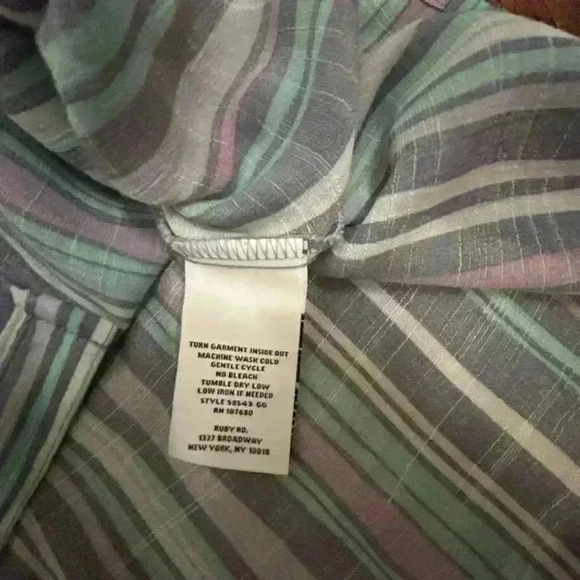 TURN GARMENT INSIDE OUT
MACHINE WASH COLD
GENTLE CYCLE
NO BLEACH
TUMBLE DRY LOW
LOW IRON IF NEEDED
STYLE 58543-GG
RN 107680
RUBY RD.
1337 BROADWAY
NEW YORK, NY 10018